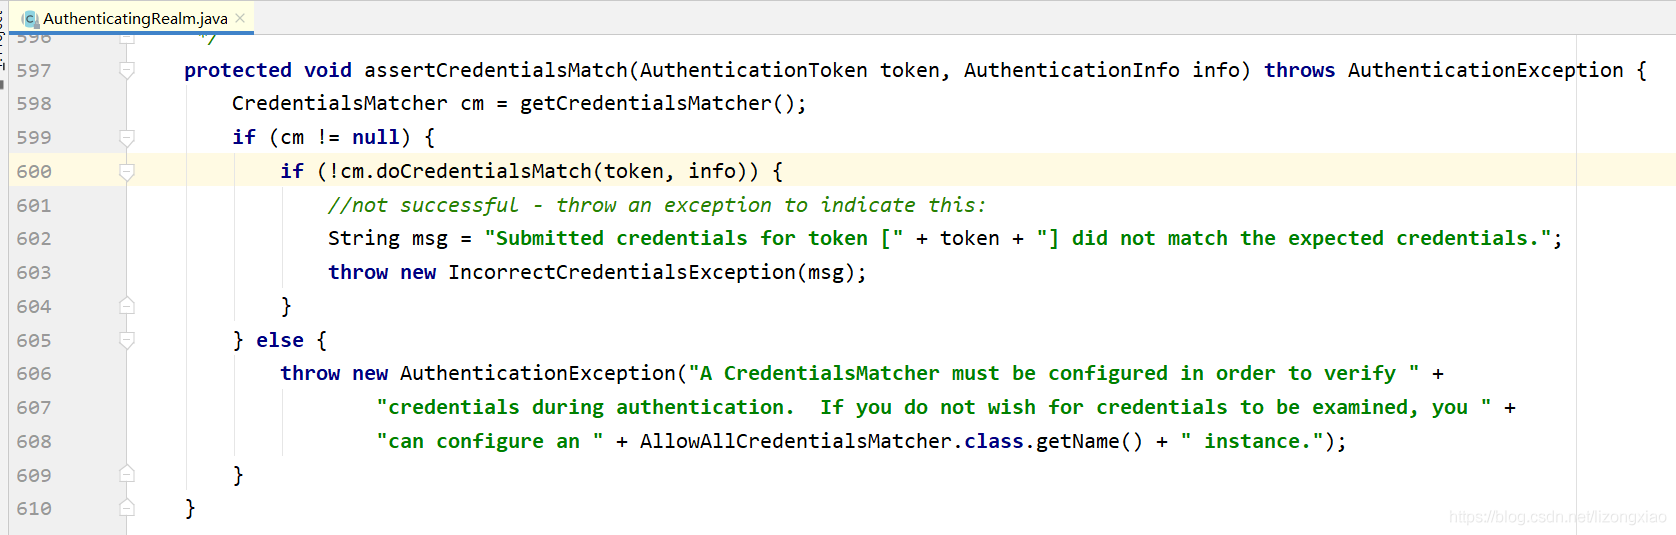 AuthenticatingRealm.java
596 */
597 protected void assertCredentialsMatch(AuthenticationToken token, AuthenticationInfo info) throws AuthenticationException {
598 CredentialsMatcher cm = getCredentialsMatcher();
599 if (cm != null) {
600 if (!cm.doCredentialsMatch(token, info)) {
601 //not successful - throw an exception to indicate this:
602 String msg = "Submitted credentials for token [" + token + "] did not match the expected credentials.";
603 throw new IncorrectCredentialsException(msg);
604 }
605 } else {
606 throw new AuthenticationException("A CredentialsMatcher must be configured in order to verify " +
607 "credentials during authentication.  If you do not wish for credentials to be examined, you " +
608 "can configure an " + AllowAllCredentialsMatcher.class.getName() + " instance.");
609 }
610 }
https://blog.csdn.net/lizongxiao